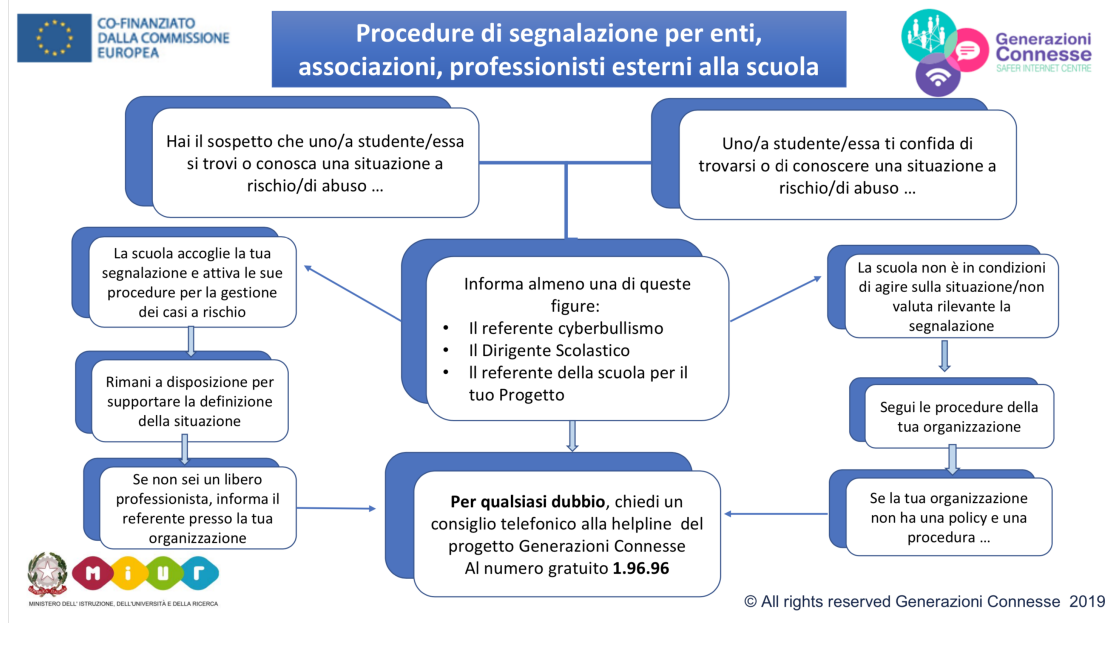 CO-FINANZIATO
DALLA COMMISSIONE
EUROPEA
Procedure di segnalazione per enti,
associazioni, professionisti esterni alla scuola
Generazioni
Connesse
SAFER INTERNET CENTRE
Hai il sospetto che uno/a studente/essa
si trovi o conosca una situazione a
rischio/di abuso ...
Uno/a studente/essa ti confida di
trovarsi o di conoscere una situazione a
rischio/di abuso ...
La scuola accoglie la tua
segnalazione e attiva le sue
procedure per la gestione
dei casi a rischio
Informa almeno una di queste
figure:
• Il referente cyberbullismo
• Il Dirigente Scolastico
• Il referente della scuola per il
tuo Progetto
La scuola non è in condizioni
di agire sulla situazione/non
valuta rilevante la
segnalazione
Rimani a disposizione per
supportare la definizione
della situazione
Segui le procedure della
tua organizzazione
Se non sei un libero
professionista, informa il
referente presso la tua
organizzazione
Per qualsiasi dubbio, chiedi un
consiglio telefonico alla helpline del
progetto Generazioni Connesse
Al numero gratuito 1.96.96
Se la tua organizzazione
non ha una policy e una
procedura ...
miur
MINISTERO DELL' ISTRUZIONE, DELL'UNIVERSITÀ E DELLA RICERCA
© All rights reserved Generazioni Connesse 2019